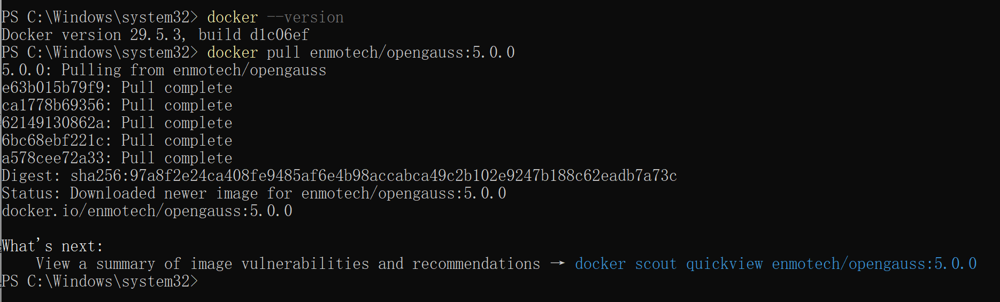 PS C:\Windows\system32> docker --version
Docker version 29.5.3, build d1c06ef
PS C:\Windows\system32> docker pull enmotech/opengauss:5.0.0
5.0.0: Pulling from enmotech/opengauss
e63b015b79f9: Pull complete
ca1778b69356: Pull complete
62149130862a: Pull complete
6bc68ebf221c: Pull complete
a578cee72a33: Pull complete
Digest: sha256:97a8f2e24ca408fe9485af6e4b98accabca49c2b102e9247b188c62eadb7a73c
Status: Downloaded newer image for enmotech/opengauss:5.0.0
docker.io/enmotech/opengauss:5.0.0
What's next:
View a summary of image vulnerabilities and recommendations → docker scout quickview enmotech/opengauss:5.0.0
PS C:\Windows\system32>